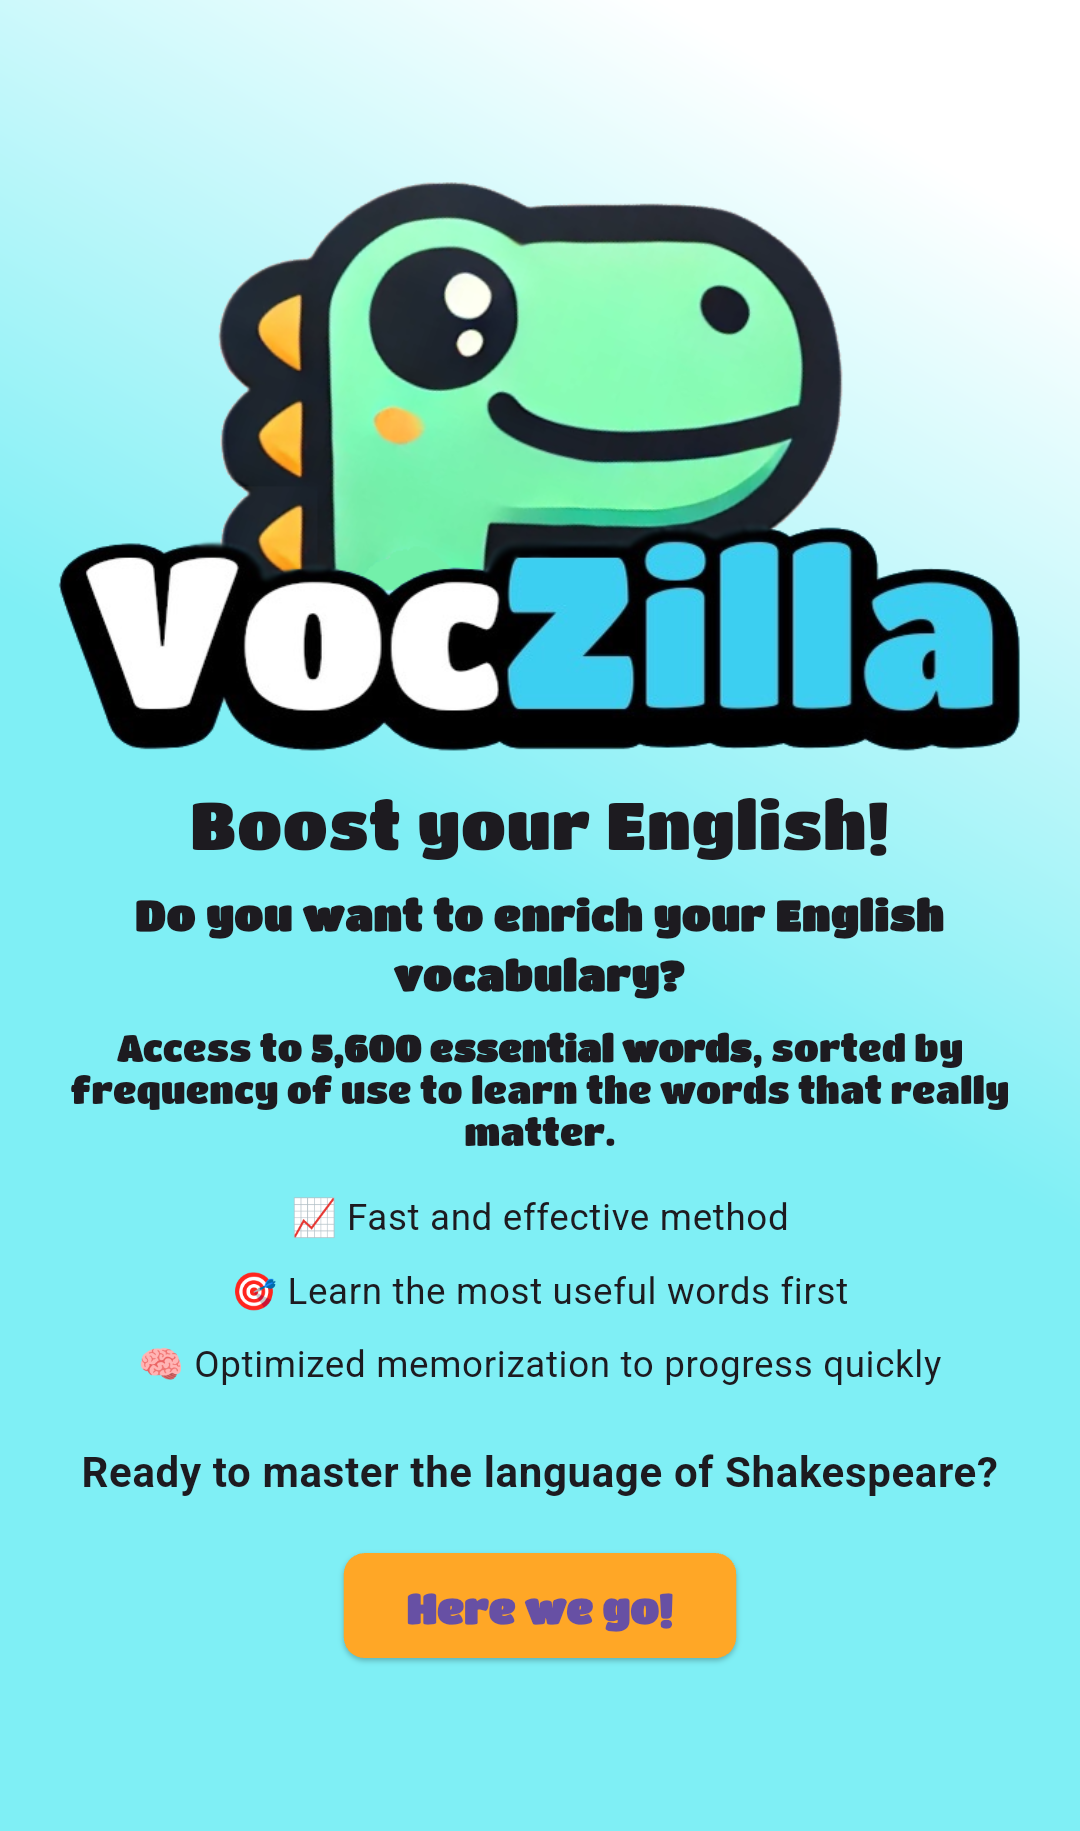 VocZilla
Boost your English!
Do you want to enrich your English
vocabulary?
Access to 5,600 essential words, sorted by
frequency of use to learn the words that really
matter.
📈 Fast and effective method
🎯 Learn the most useful words first
🧠 Optimized memorization to progress quickly
Ready to master the language of Shakespeare?
Here we go!